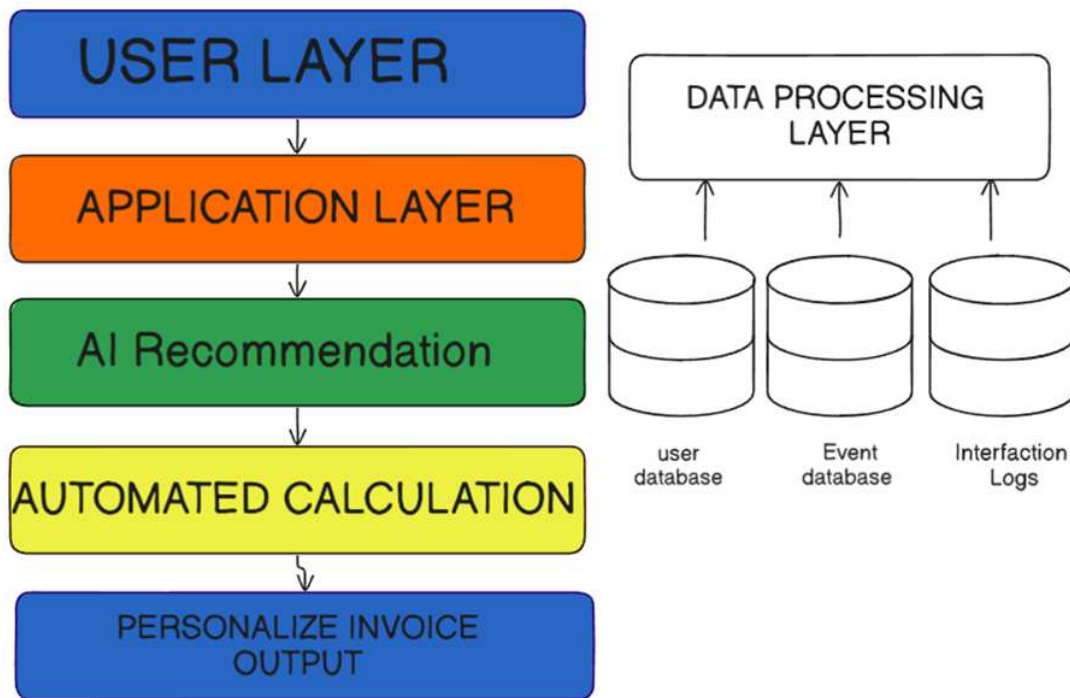 USER LAYER
APPLICATION LAYER
AI Recommendation
AUTOMATED CALCULATION
PERSONALIZE INVOICE
OUTPUT
DATA PROCESSING
LAYER
user
database
Event
database
Interfaction
Logs